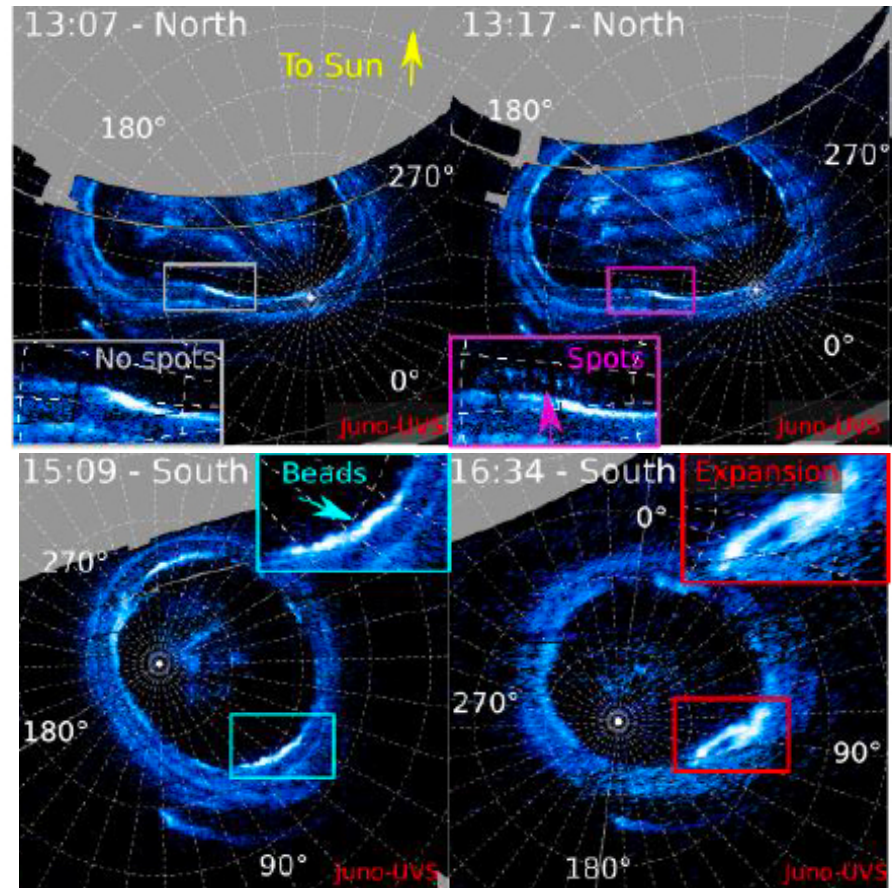 13:07 - North
To Sun
180°
270°
No spots
0°
Juno-UVS
13:17 - North
180°
270°
Spots
0°
Juno-UVS
15:09 - South
Beads
270°
180°
90°
Juno-UVS
16:34 - South
Expansion
0°
270°
90°
180°
Juno-UVS